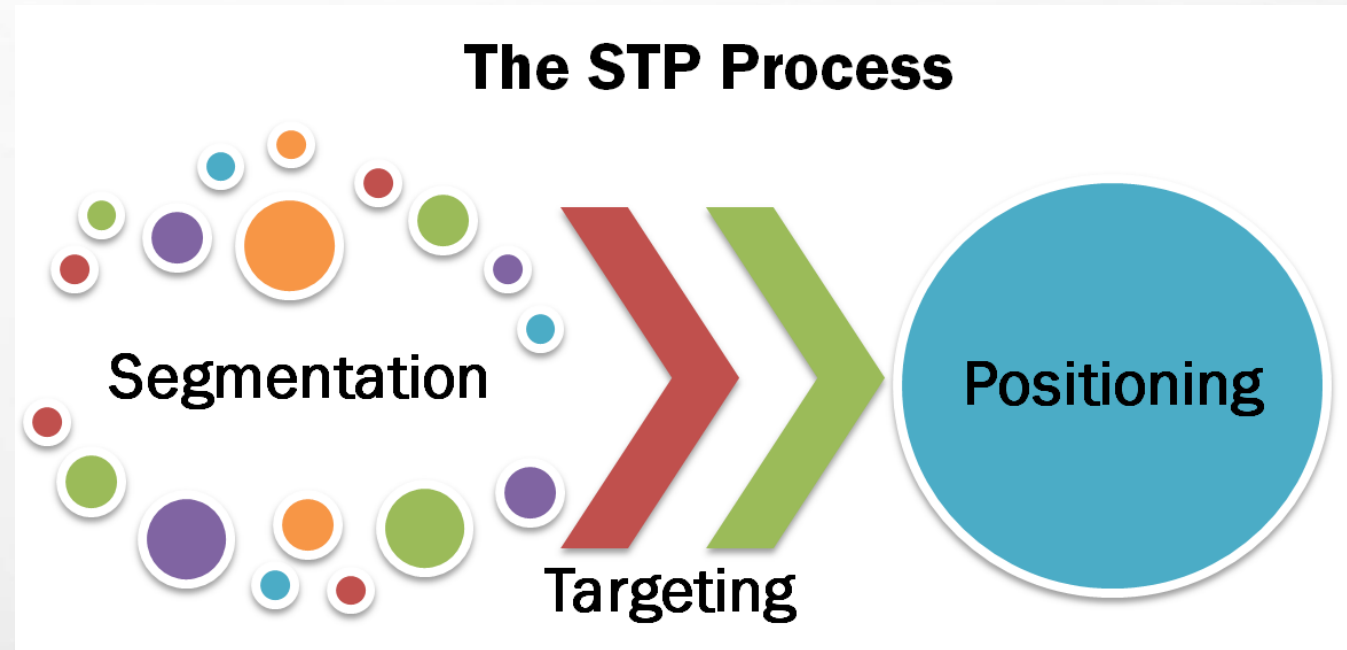 The STP Process
Segmentation
Positioning
Targeting